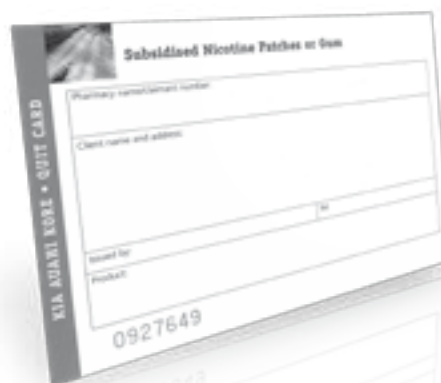 Subsidised Nicotine Patches or Gum
Pharmacy name/claimant number:
Client name and address:
Issued by:
Product:
0927649
KIA AUAHI KORE • QUIT CARD